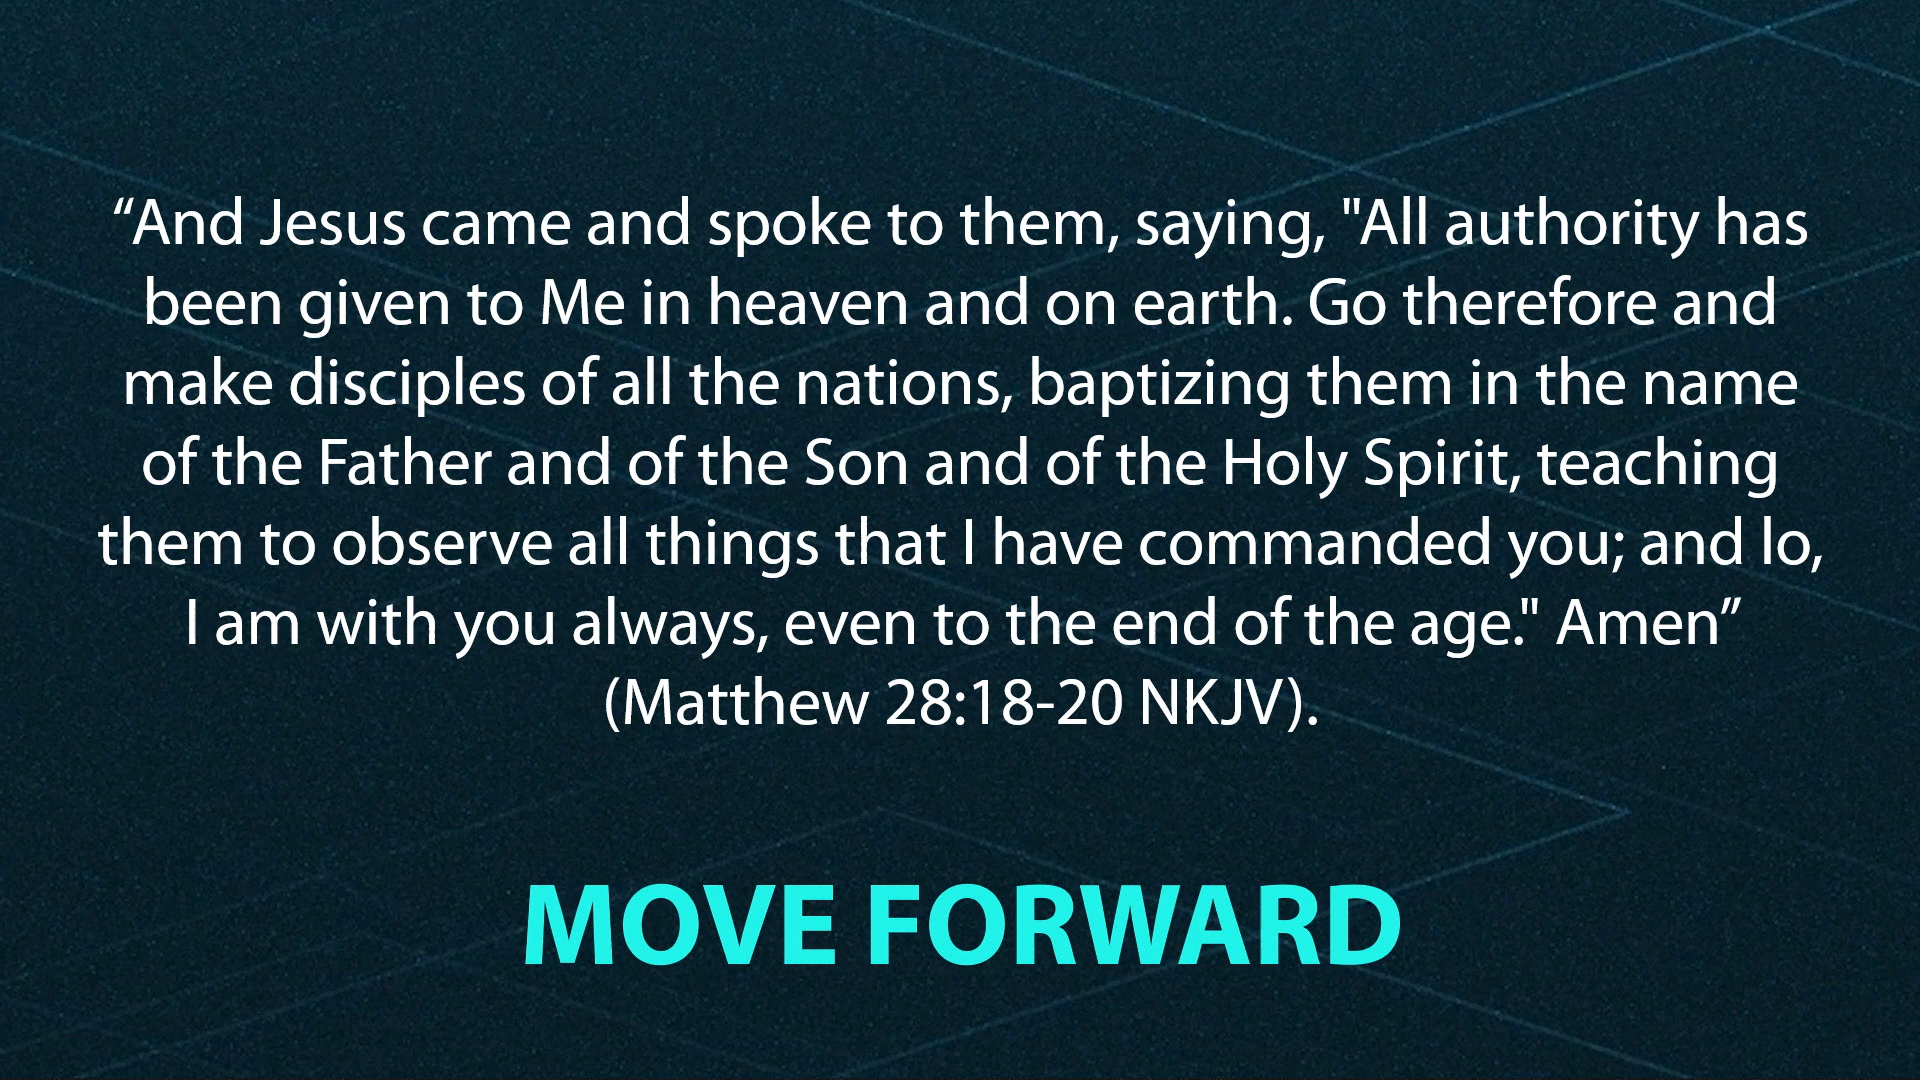 “And Jesus came and spoke to them, saying, "All authority has
been given to Me in heaven and on earth. Go therefore and
make disciples of all the nations, baptizing them in the name
of the Father and of the Son and of the Holy Spirit, teaching
them to observe all things that I have commanded you; and lo,
I am with you always, even to the end of the age." Amen”
(Matthew 28:18-20 NKJV).
MOVE FORWARD